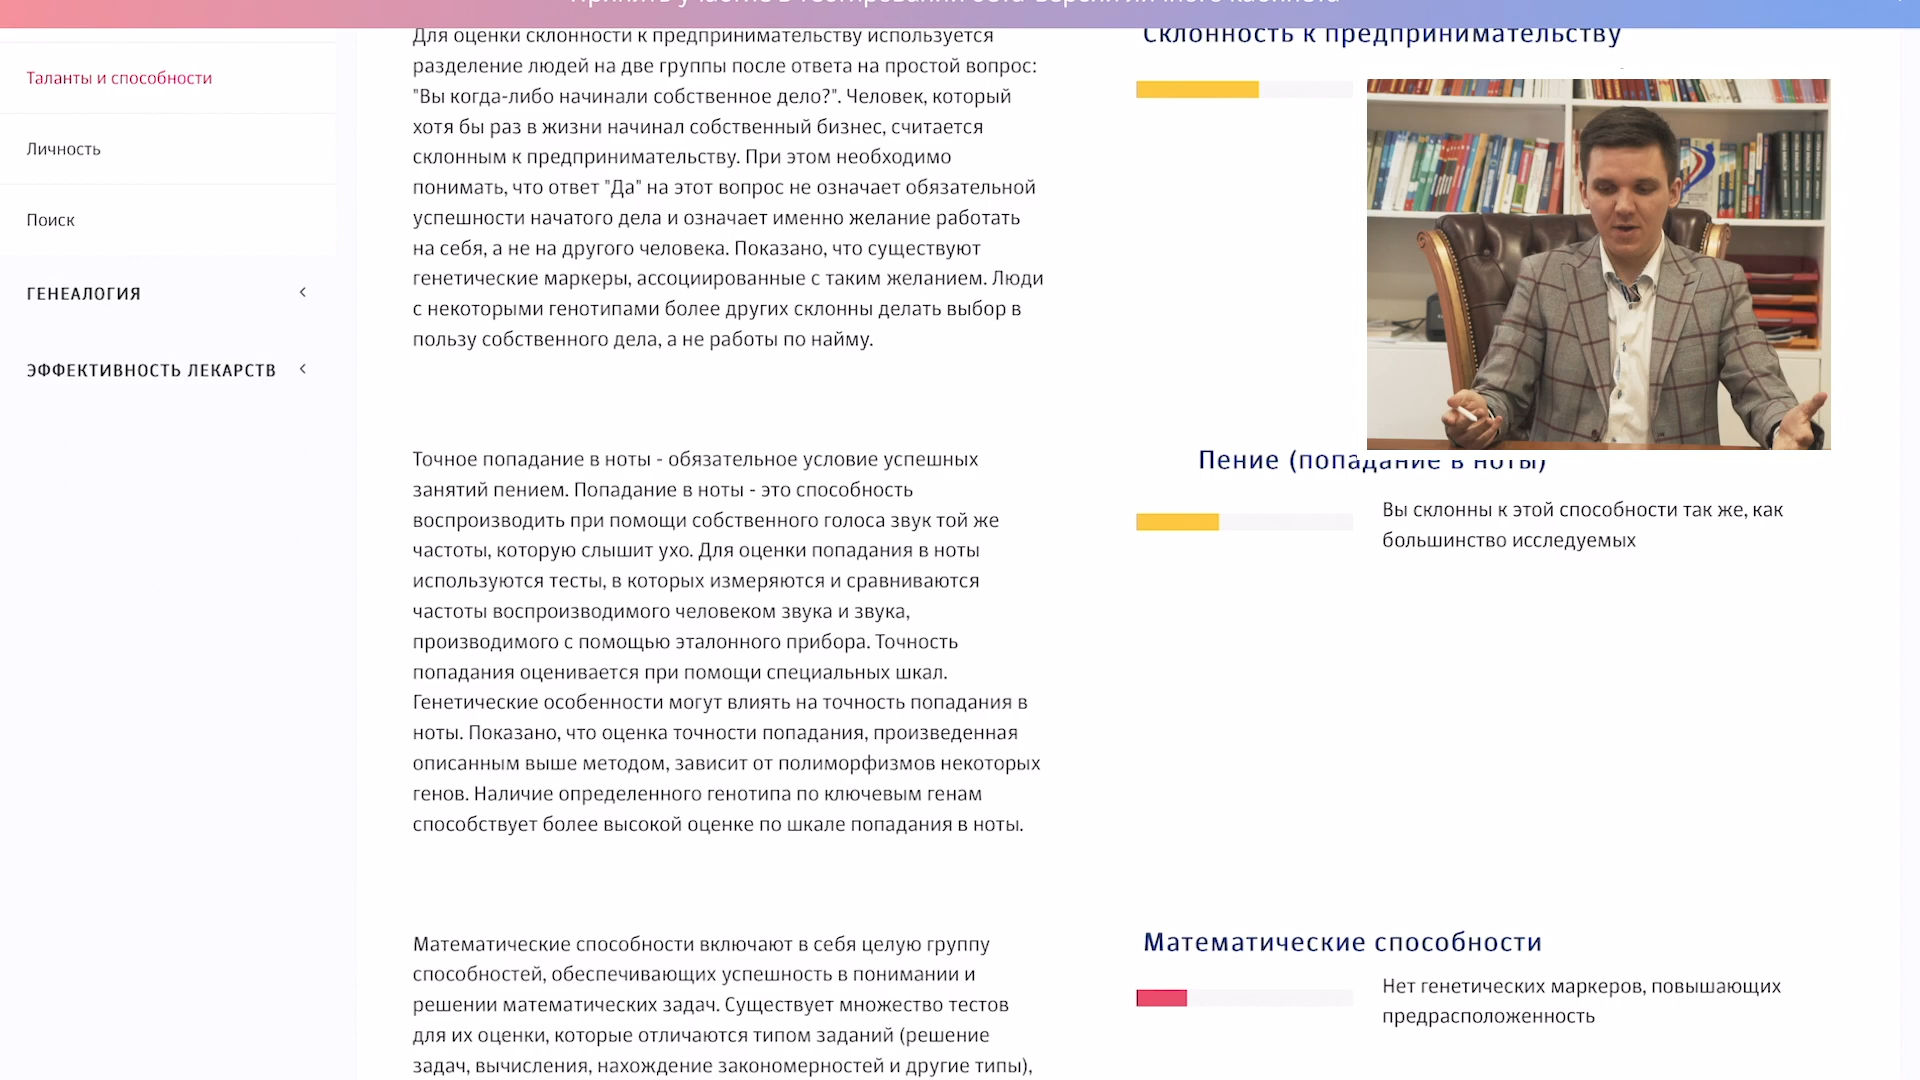 Принять участие в тестировании бета-версии личного кабинета
Таланты и способности
Личность
Поиск
ГЕНЕАЛОГИЯ
ЭФФЕКТИВНОСТЬ ЛЕКАРСТВ
Для оценки склонности к предпринимательству используется
разделение людей на две группы после ответа на простой вопрос:
"Вы когда-либо начинали собственное дело?". Человек, который
хотя бы раз в жизни начинал собственный бизнес, считается
склонным к предпринимательству. При этом необходимо
понимать, что ответ "Да" на этот вопрос не означает обязательной
успешности начатого дела и означает именно желание работать
на себя, а не на другого человека. Показано, что существуют
генетические маркеры, ассоциированные с таким желанием. Люди
с некоторыми генотипами более других склонны делать выбор в
пользу собственного дела, а не работы по найму.
Склонность к предпринимательству
Точное попадание в ноты - обязательное условие успешных
занятий пением. Попадание в ноты - это способность
воспроизводить при помощи собственного голоса звук той же
частоты, которую слышит ухо. Для оценки попадания в ноты
используются тесты, в которых измеряются и сравниваются
частоты воспроизводимого человеком звука и звука,
производимого с помощью эталонного прибора. Точность
попадания оценивается при помощи специальных шкал.
Генетические особенности могут влиять на точность попадания в
ноты. Показано, что оценка точности попадания, произведенная
описанным выше методом, зависит от полиморфизмов некоторых
генов. Наличие определенного генотипа по ключевым генам
способствует более высокой оценке по шкале попадания в ноты.
Пение (попадание в ноты)
Вы склонны к этой способности так же, как
большинство исследуемых
Математические способности включают в себя целую группу
способностей, обеспечивающих успешность в понимании и
решении математических задач. Существует множество тестов
для их оценки, которые отличаются типом заданий (решение
задач, вычисления, нахождение закономерностей и другие типы),
Математические способности
Нет генетических маркеров, повышающих
предрасположенность